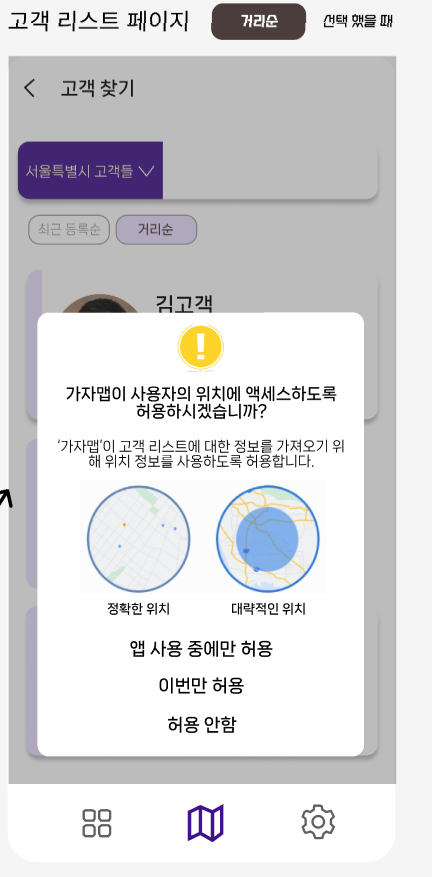 고객 리스트 페이지 거리순 선택 했을 때
고객 찾기
서울특별시 고객들
최근 등록순 거리순
김고객
가자맵이 사용자의 위치에 액세스하도록
허용하시겠습니까?
'가자맵'이 고객 리스트에 대한 정보를 가져오기 위
해 위치 정보를 사용하도록 허용합니다.
정확한 위치 대략적인 위치
앱 사용 중에만 허용
이번만 허용
허용 안함